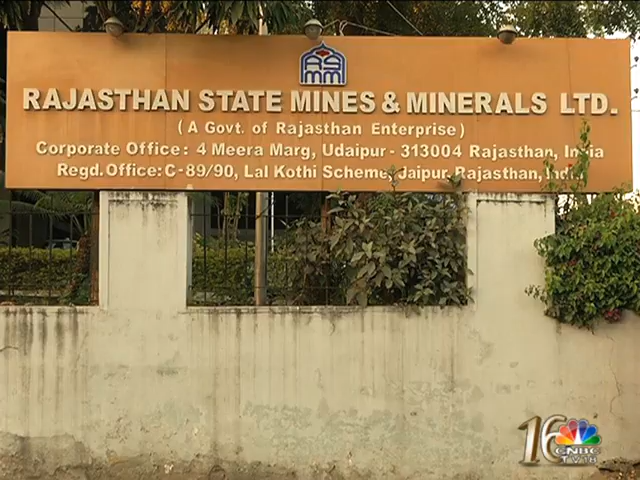 RSMM
RAJASTHAN STATE MINES & MINERALS LTD.
(A Govt. of Rajasthan Enterprise)
Corporate Office: 4 Meera Marg, Udaipur - 313004 Rajasthan, India
Regd. Office: C-89/90, Lal Kothi Scheme, Jaipur, Rajasthan, India
16 CNBC
TV18